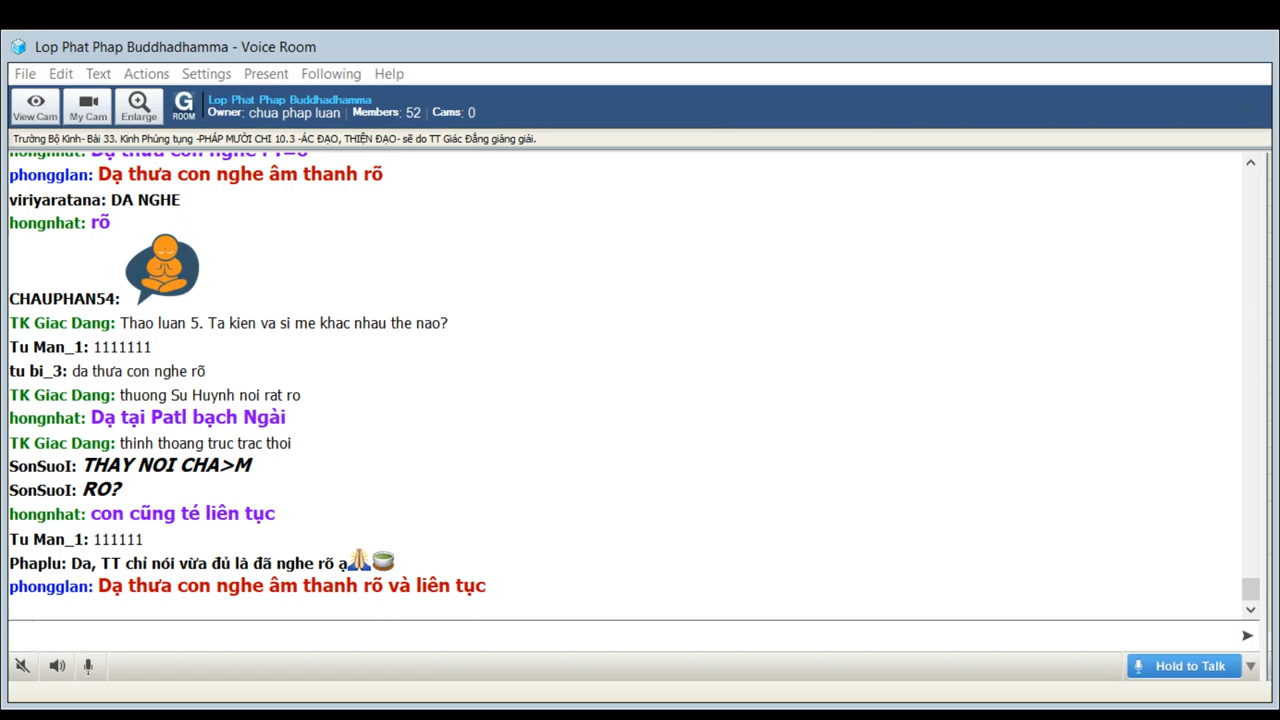 Lop Phat Phap Buddhadhamma - Voice Room
File Edit Text Actions Settings Present Following Help
View Cam My Cam Enlarge G ROOM
Lop Phat Phap Buddhadhamma
Owner: chua phap luan | Members: 52 | Cams: 0
Trường Bộ Kinh- Bài 33. Kinh Phúng tụng -PHÁP MƯỜI CHI 10.3 -ÁC ĐẠO, THIỆN ĐẠO- sẽ do TT Giác Đẳng giảng giải.
hongnhat: Dạ thưa con nghe
phongglan: Dạ thưa con nghe âm thanh rõ
viriyaratana: DA NGHE
hongnhat: rõ
CHAUPHAN54:
TK Giac Dang: Thao luan 5. Ta kien va si me khac nhau the nao?
Tu Man_1: 1111111
tu bi_3: da thưa con nghe rõ
TK Giac Dang: thuong Su Huynh noi rat ro
hongnhat: Dạ tại Patl bạch Ngài
TK Giac Dang: thinh thoang truc trac thoi
SonSuoI: THAY NOI CHA>M
SonSuoI: RO?
hongnhat: con cũng té liên tục
Tu Man_1: 111111
Phaplu: Da, TT chỉ nói vừa đủ là đã nghe rõ ạ
phongglan: Dạ thưa con nghe âm thanh rõ và liên tục
Hold to Talk